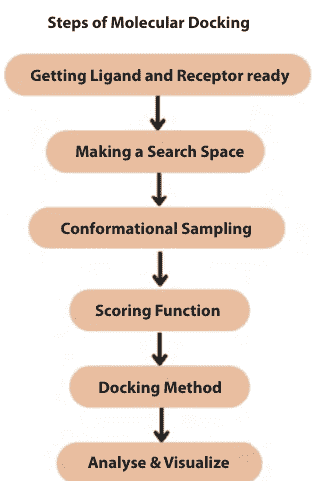 Steps of Molecular Docking
Getting Ligand and Receptor ready
Making a Search Space
Conformational Sampling
Scoring Function
Docking Method
Analyse & Visualize